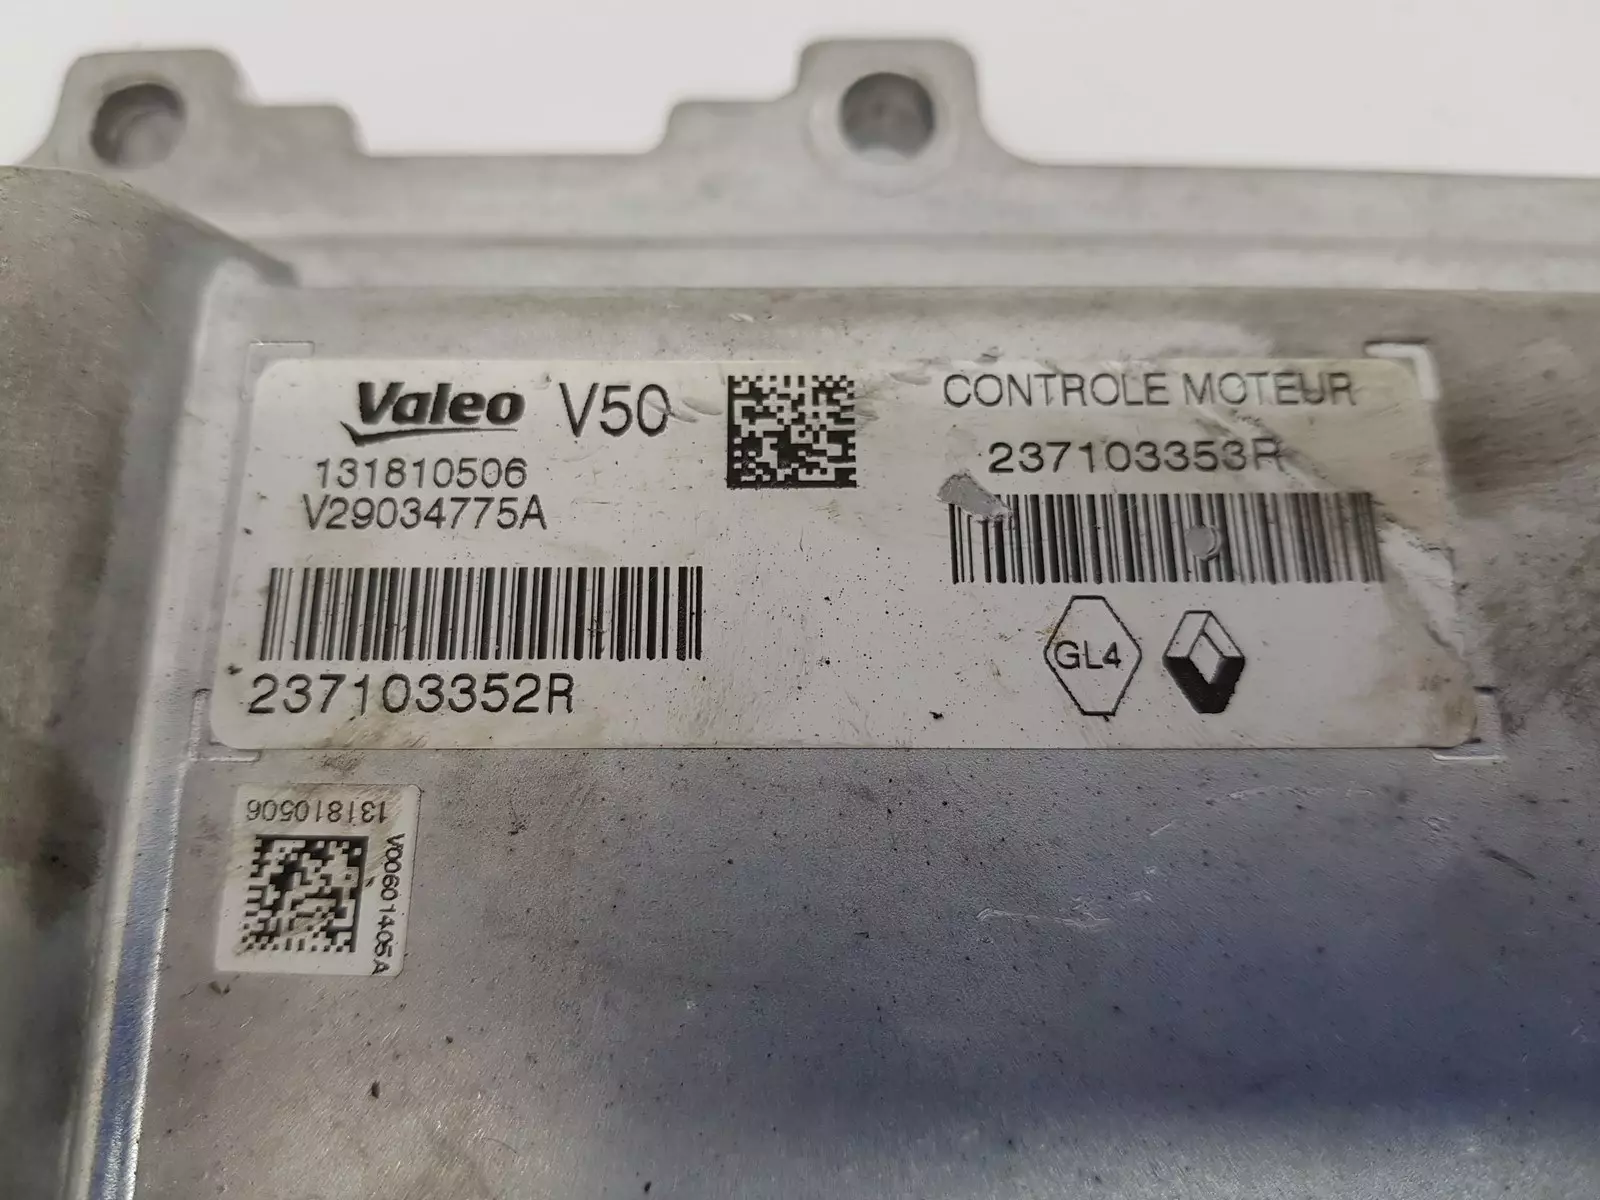 Valeo V50
131810506
V29034775A
237103352R
CONTROLE MOTEUR
237103353R
GL4
131810506
V00601405A